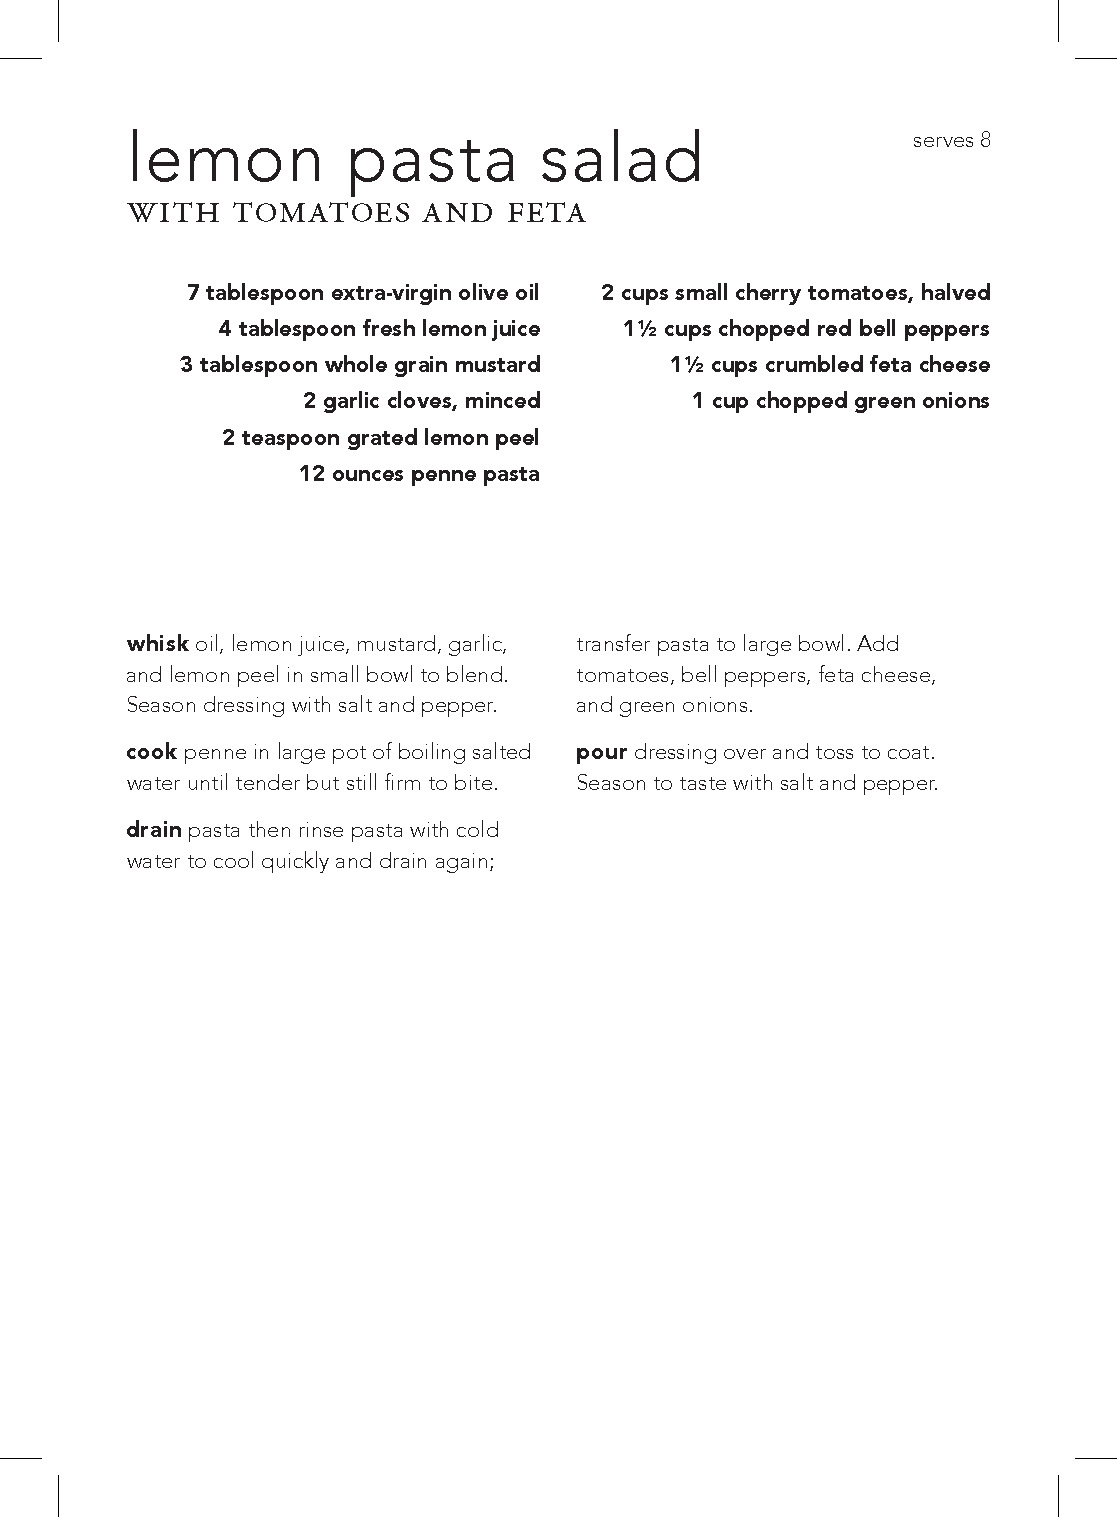 lemon pasta salad
serves 8
WITH TOMATOES AND FETA
7 tablespoon extra-virgin olive oil
4 tablespoon fresh lemon juice
3 tablespoon whole grain mustard
2 garlic cloves, minced
2 teaspoon grated lemon peel
12 ounces penne pasta
2 cups small cherry tomatoes, halved
1½ cups chopped red bell peppers
1½ cups crumbled feta cheese
1 cup chopped green onions
whisk oil, lemon juice, mustard, garlic,
and lemon peel in small bowl to blend.
Season dressing with salt and pepper.
cook penne in large pot of boiling salted
water until tender but still firm to bite.
drain pasta then rinse pasta with cold
water to cool quickly and drain again;
transfer pasta to large bowl. Add
tomatoes, bell peppers, feta cheese,
and green onions.
pour dressing over and toss to coat.
Season to taste with salt and pepper.